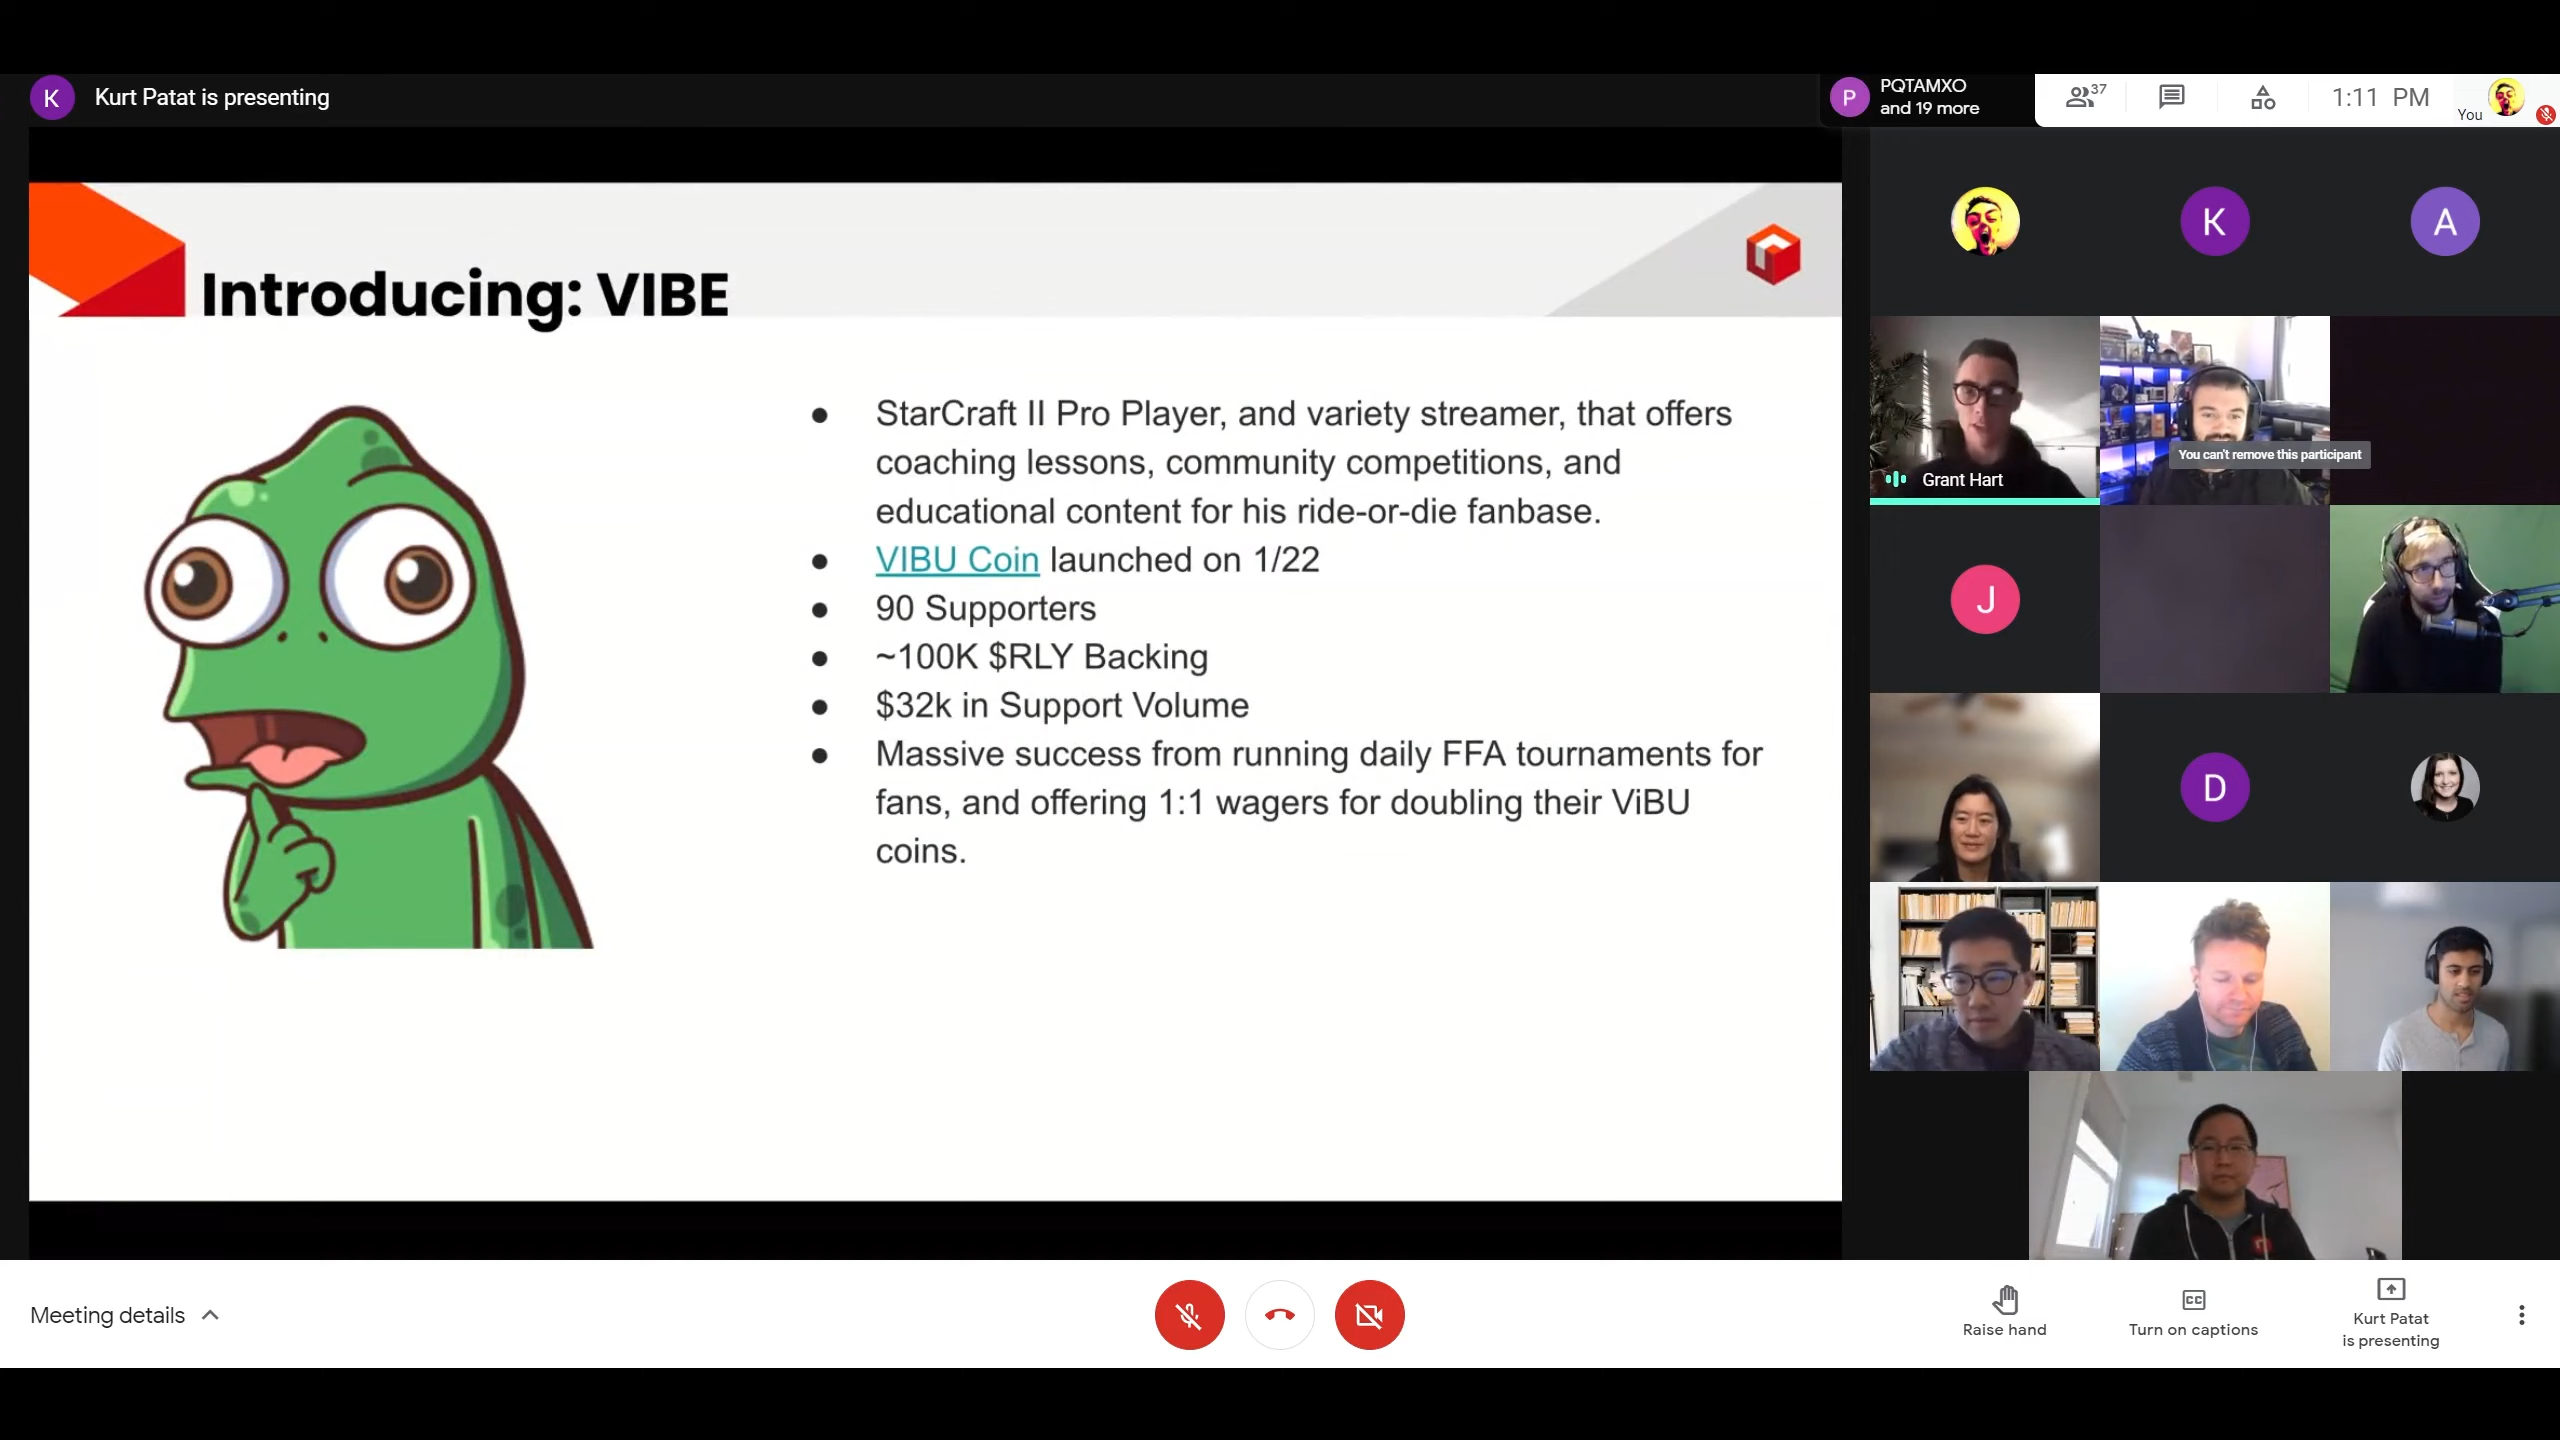 K
Kurt Patat is presenting
P
PQTAMXO
and 19 more
37
1:11 PM
You
Introducing: VIBE
● StarCraft II Pro Player, and variety streamer, that offers
coaching lessons, community competitions, and
educational content for his ride-or-die fanbase.
● VIBU Coin launched on 1/22
● 90 Supporters
● ~100K $RLY Backing
● $32k in Support Volume
● Massive success from running daily FFA tournaments for
fans, and offering 1:1 wagers for doubling their ViBU
coins.
K
A
Grant Hart
You can't remove this participant
J
D
Meeting details
Raise hand
CC
Turn on captions
Kurt Patat
is presenting